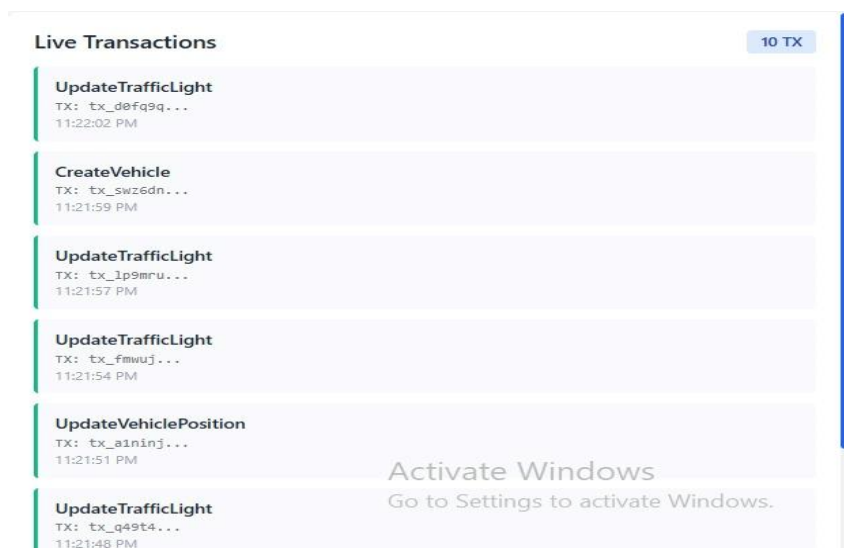 Live Transactions
10 TX
UpdateTrafficLight
TX: tx_d0fq9q...
11:22:02 PM
CreateVehicle
TX: tx_swz6dn...
11:21:59 PM
UpdateTrafficLight
TX: tx_lp9mru...
11:21:57 PM
UpdateTrafficLight
TX: tx_fmwuj...
11:21:54 PM
UpdateVehiclePosition
TX: tx_a1ninj...
11:21:51 PM
Activate Windows
Go to Settings to activate Windows.
UpdateTrafficLight
TX: tx_q49t4...
11:21:48 PM